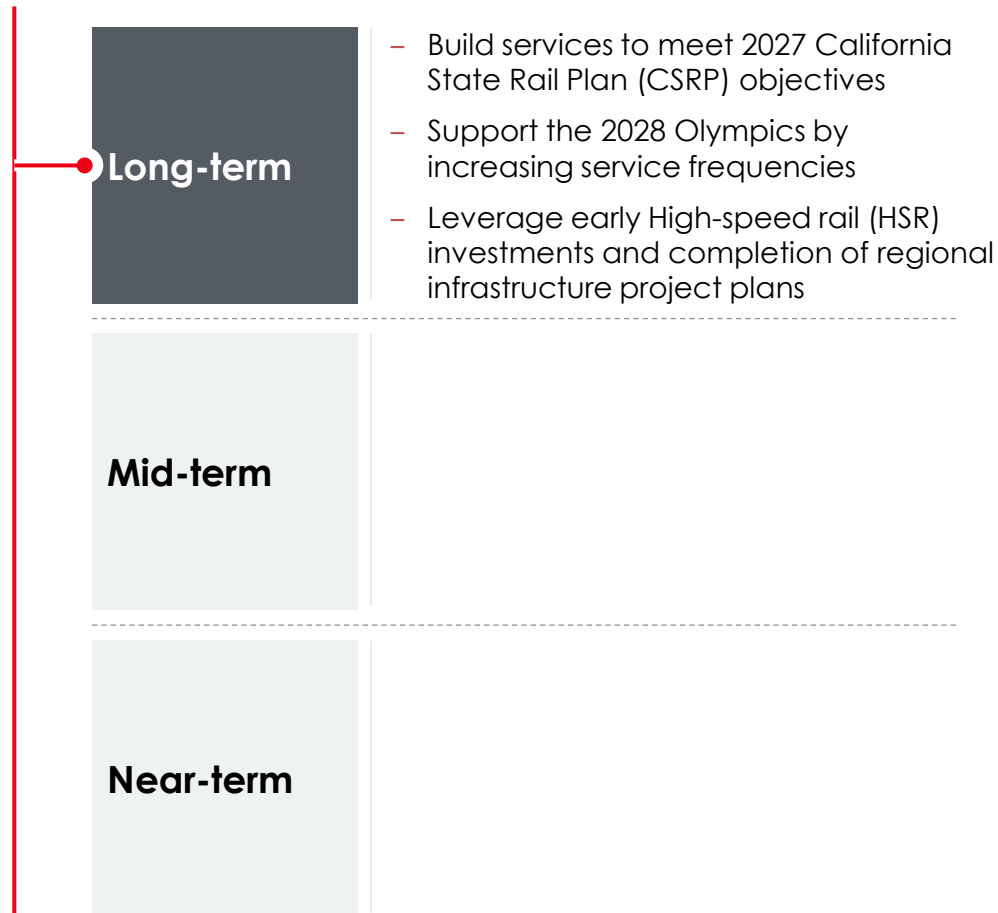 Long-term
– Build services to meet 2027 California
State Rail Plan (CSRP) objectives
– Support the 2028 Olympics by
increasing service frequencies
– Leverage early High-speed rail (HSR)
investments and completion of regional
infrastructure project plans
Mid-term
Near-term